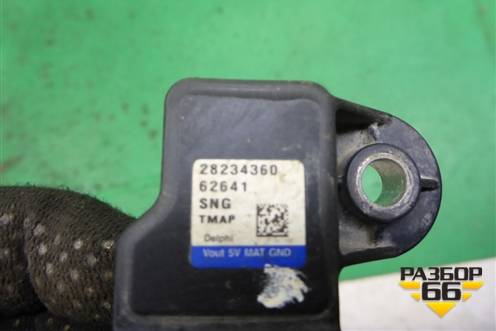 28234360
62641
SNG
TMAP
Delphi
Vout 5V MAT GND
РАЗБОР
66